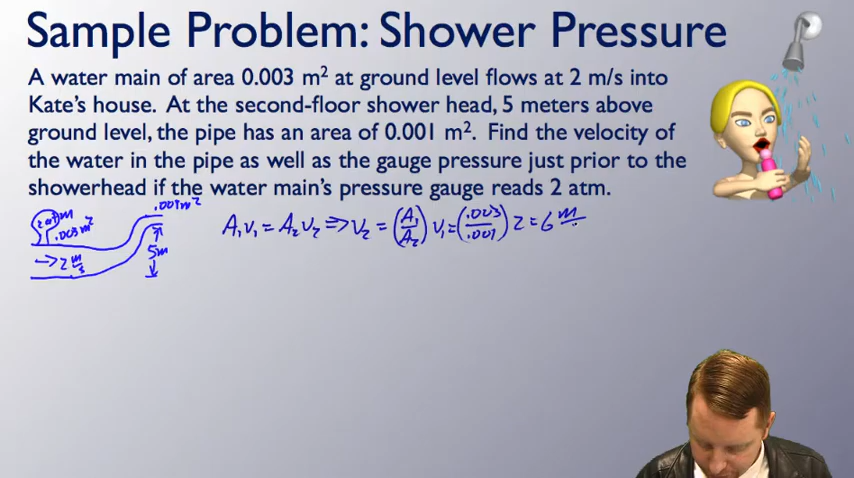 Sample Problem: Shower Pressure
A water main of area 0.003 m² at ground level flows at 2 m/s into
Kate's house. At the second-floor shower head, 5 meters above
ground level, the pipe has an area of 0.001 m². Find the velocity of
the water in the pipe as well as the gauge pressure just prior to the
showerhead if the water main's pressure gauge reads 2 atm.
.001m²
2 atm
.003m²
A₁V₁ = A₂V₂ ⇒ V₂ = (A₁/A₂) V₁ = (.003/.001) 2 = 6 m
5m
→ 2 m/s